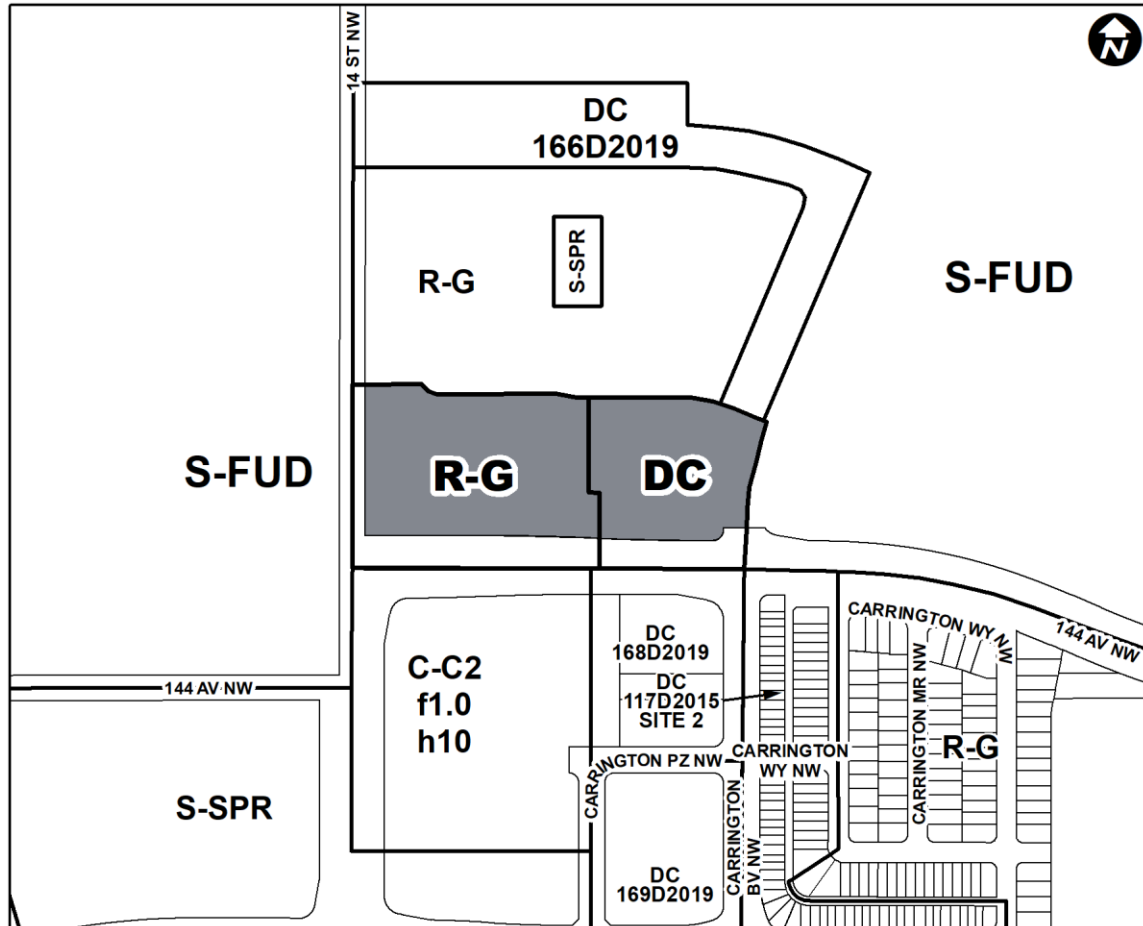 14 ST NW
N
DC
166D2019
S-SPR
R-G
S-FUD
S-FUD
R-G
DC
CARRINGTON WY NW
144 AV NW
DC
168D2019
C-C2
f1.0
h10
DC
117D2015
SITE 2
144 AV NW
CARRINGTON MR NW
R-G
CARRINGTON PZ NW
CARRINGTON
WY NW
CARRINGTON
S-SPR
CARRINGTON
BV NW
DC
169D2019